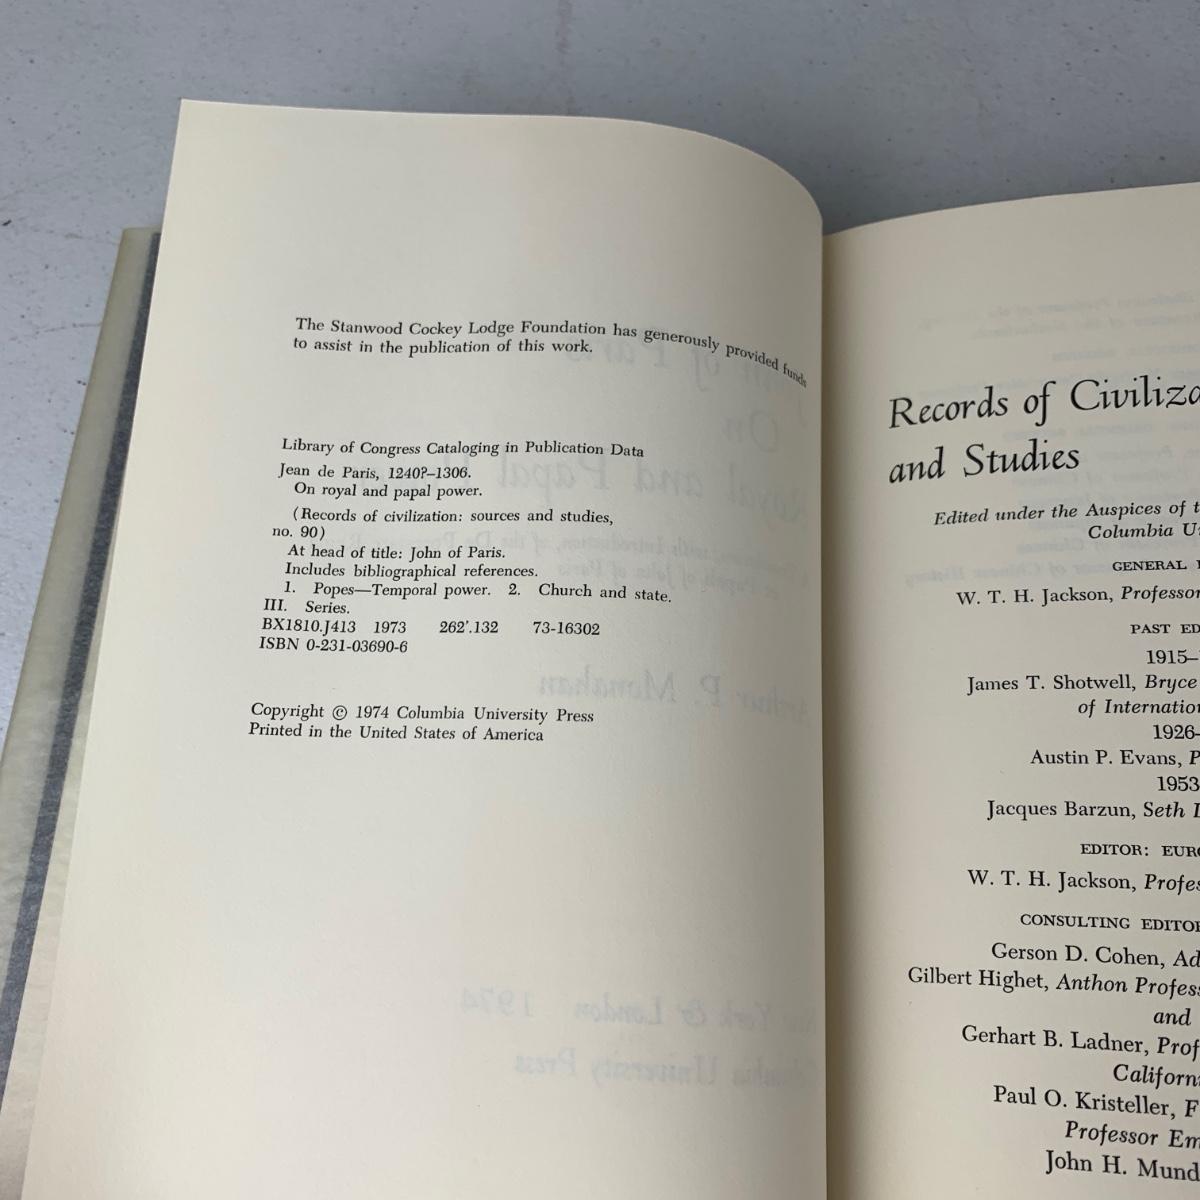 The Stanwood Cockey Lodge Foundation has generously provided funds
to assist in the publication of this work.
Library of Congress Cataloging in Publication Data
Jean de Paris, 1240?–1306.
On royal and papal power.
(Records of civilization: sources and studies,
no. 90)
At head of title: John of Paris.
Includes bibliographical references.
1. Popes—Temporal power. 2. Church and state.
III. Series.
BX1810.J413 1973 262'.132 73-16302
ISBN 0-231-03690-6
Copyright © 1974 Columbia University Press
Printed in the United States of America
Records of Civiliza
and Studies
Edited under the Auspices of t
Columbia U
GENERAL
W. T. H. Jackson, Professor
PAST ED
1915–
James T. Shotwell, Bryce
of Internation
1926–
Austin P. Evans, P
1953
Jacques Barzun, Seth
EDITOR: EURO
W. T. H. Jackson, Profes
CONSULTING EDITOR
Gerson D. Cohen, Ad
Gilbert Highet, Anthon Profess
and
Gerhart B. Ladner, Prof
Californi
Paul O. Kristeller, F
Professor Em
John H. Mund